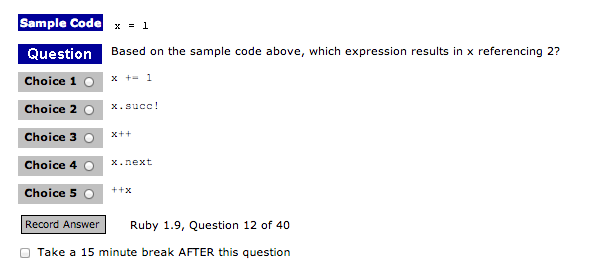 Sample Code x = 1
Question Based on the sample code above, which expression results in x referencing 2?
Choice 1 x += 1
Choice 2 x.succ!
Choice 3 x++
Choice 4 x.next
Choice 5 ++x
Record Answer Ruby 1.9, Question 12 of 40
Take a 15 minute break AFTER this question